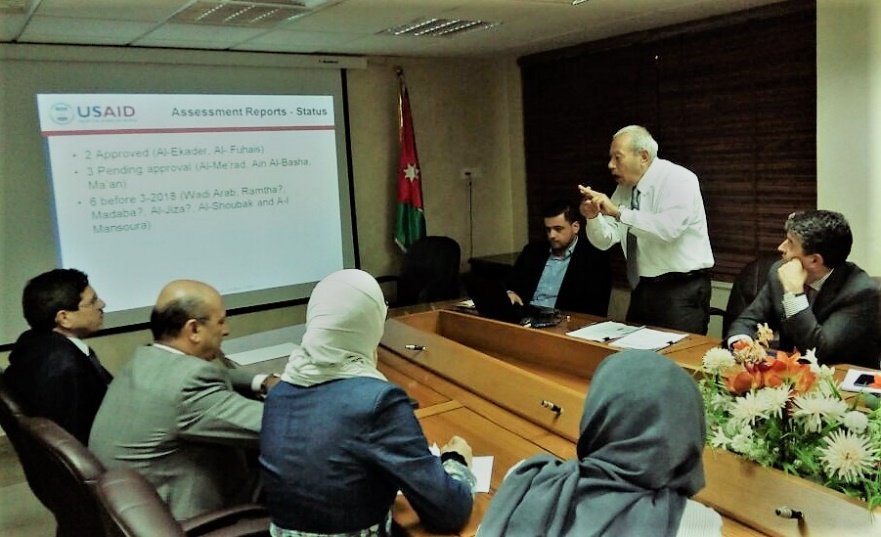 USAID
Assessment Reports - Status
• 2 Approved (Al-Ekader, Al- Fuhais)
• 3 Pending approval (Al-Me'rad, Ain Al-Basha,
Ma'an)
• 6 before 3-2018 (Wadi Arab, Ramtha?,
Madaba?, Al-Jiza?, Al-Shoubak and A-l
Mansoura)